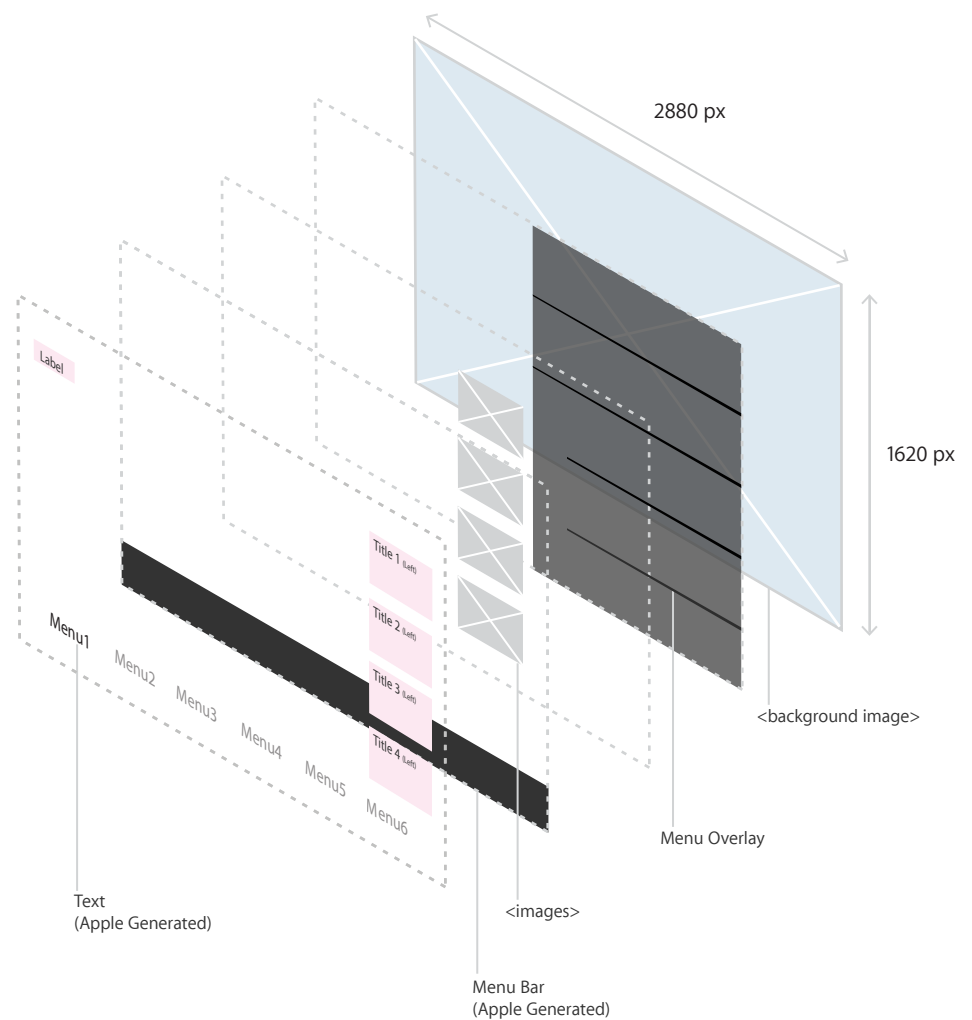 2880 px
Label
1620 px
Title 1 (Left)
Title 2 (Left)
Title 3 (Left)
Title 4 (Left)
Menu1
Menu2
Menu3
Menu4
Menu5
Menu6
<background image>
Menu Overlay
Text
(Apple Generated)
<images>
Menu Bar
(Apple Generated)